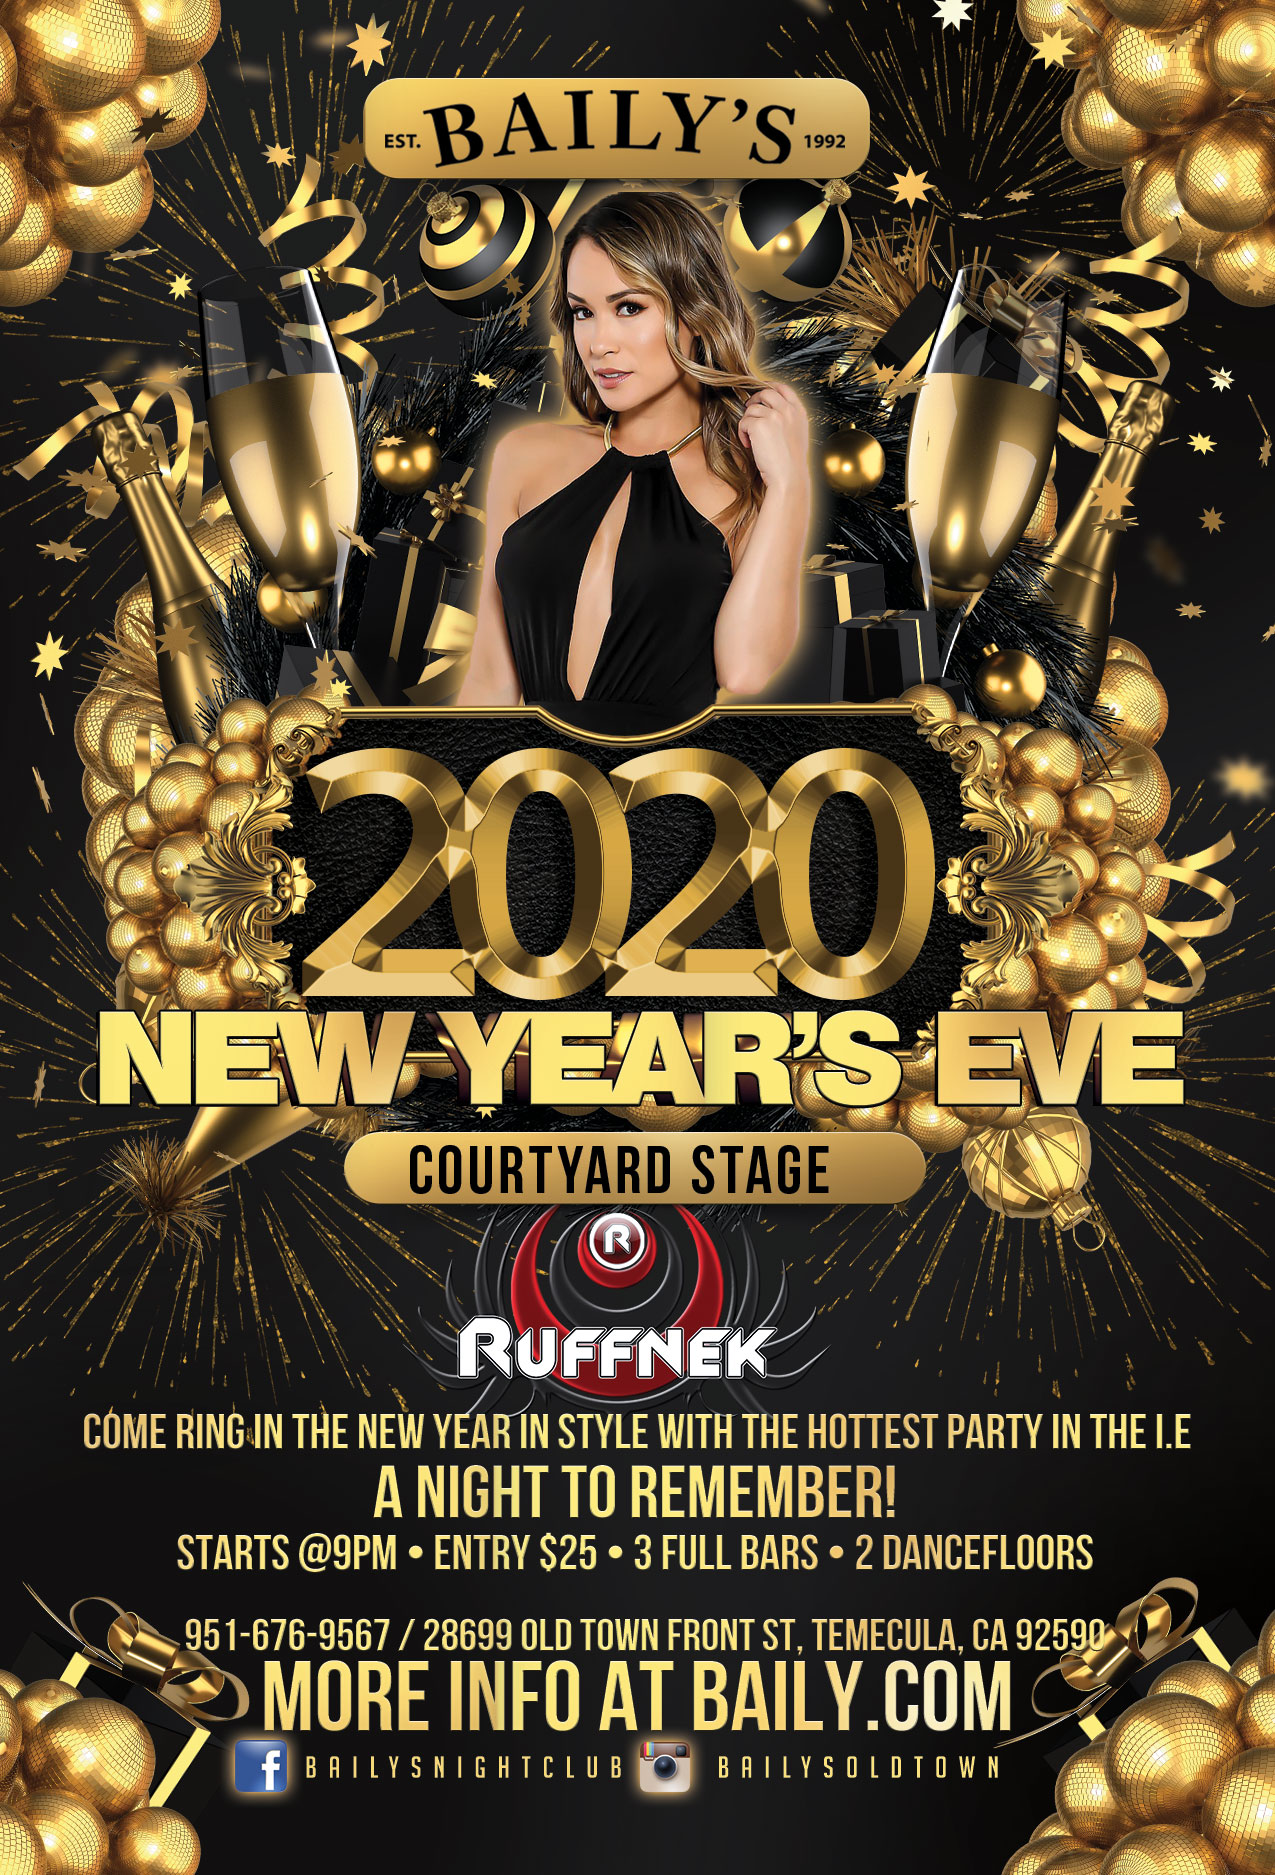 EST. BAILY'S 1992
2020
NEW YEAR'S EVE
COURTYARD STAGE
R
RUFFNEK
COME RING IN THE NEW YEAR IN STYLE WITH THE HOTTEST PARTY IN THE I.E
A NIGHT TO REMEMBER!
STARTS @9PM • ENTRY $25 • 3 FULL BARS • 2 DANCEFLOORS
951-676-9567 / 28699 OLD TOWN FRONT ST, TEMECULA, CA 92590
MORE INFO AT BAILY.COM
f BAILYSNIGHTCLUB BAILYSOLDTOWN